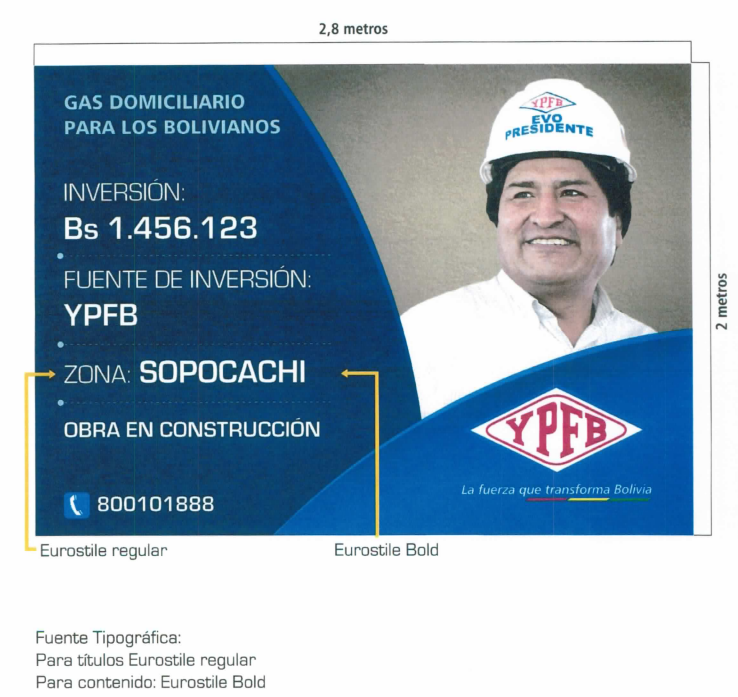 2,8 metros
GAS DOMICILIARIO
PARA LOS BOLIVIANOS
YPFB
EVO
PRESIDENTE
INVERSIÓN:
Bs 1.456.123
FUENTE DE INVERSIÓN:
YPFB
2 metros
ZONA: SOPOCACHI
OBRA EN CONSTRUCCIÓN
YPFB
La fuerza que transforma Bolivia
800101888
Eurostile regular
Eurostile Bold
Fuente Tipográfica:
Para títulos Eurostile regular
Para contenido: Eurostile Bold